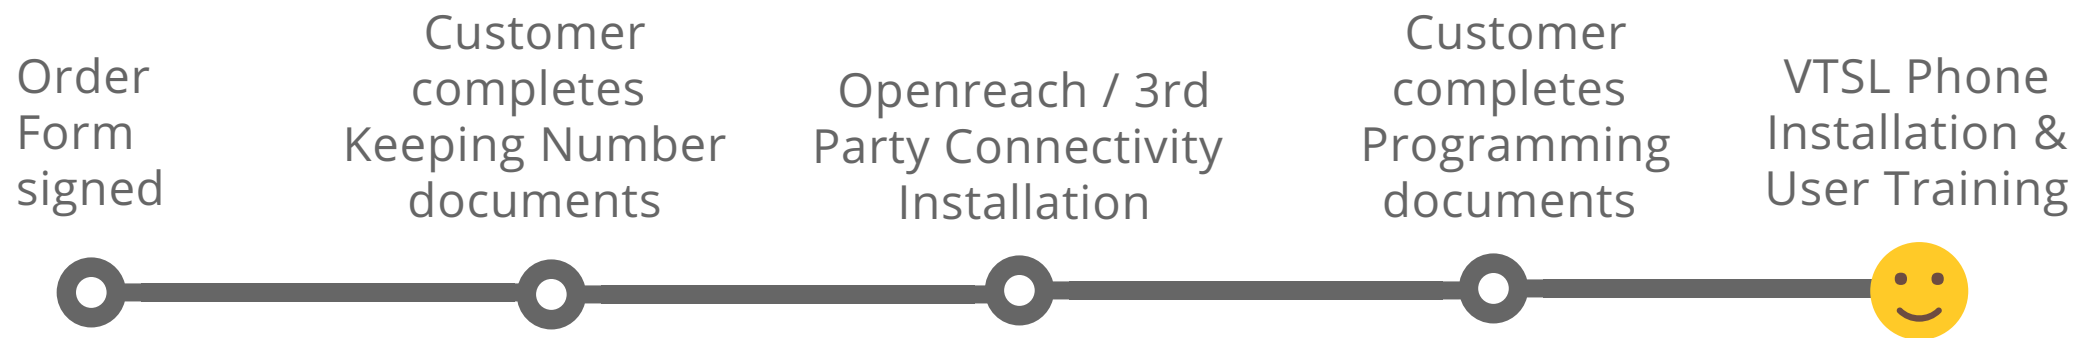 Order
Form
signed
Customer
completes
Keeping Number
documents
Openreach / 3rd
Party Connectivity
Installation
Customer
completes
Programming
documents
VTSL Phone
Installation &
User Training